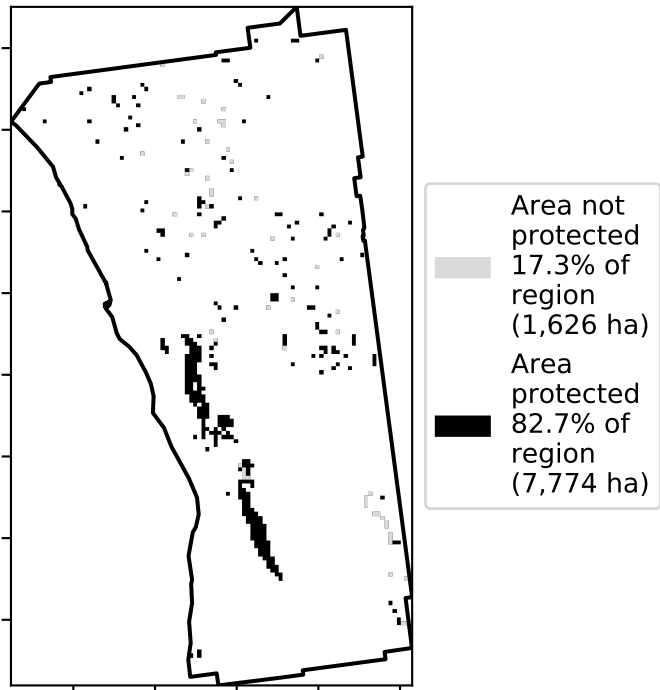 Area not
protected
17.3% of
region
(1,626 ha)
Area
protected
82.7% of
region
(7,774 ha)